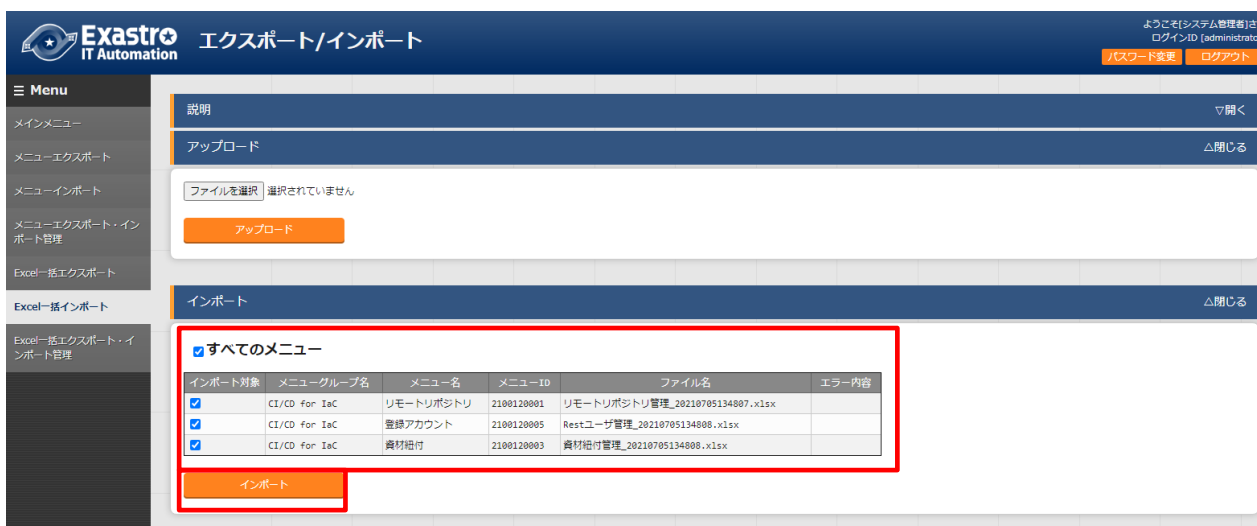 Exastro
IT Automation
エクスポート/インポート
ようこそ[システム管理者]さ
ログインID [administrato
パスワード変更
ログアウト
☰ Menu
メインメニュー
メニューエクスポート
メニューインポート
メニューエクスポート・イン
ポート管理
Excel一括エクスポート
Excel一括インポート
Excel一括エクスポート・イ
ンポート管理
説明 ▽開く
アップロード △閉じる
ファイルを選択 選択されていません
アップロード
インポート △閉じる
すべてのメニュー
インポート対象 メニューグループ名 メニュー名 メニューID ファイル名 エラー内容
CI/CD for IaC リモートリポジトリ 2100120001 リモートリポジトリ管理_20210705134807.xlsx
CI/CD for IaC 登録アカウント 2100120005 Restユーザ管理_20210705134808.xlsx
CI/CD for IaC 資材紐付 2100120003 資材紐付管理_20210705134808.xlsx
インポート